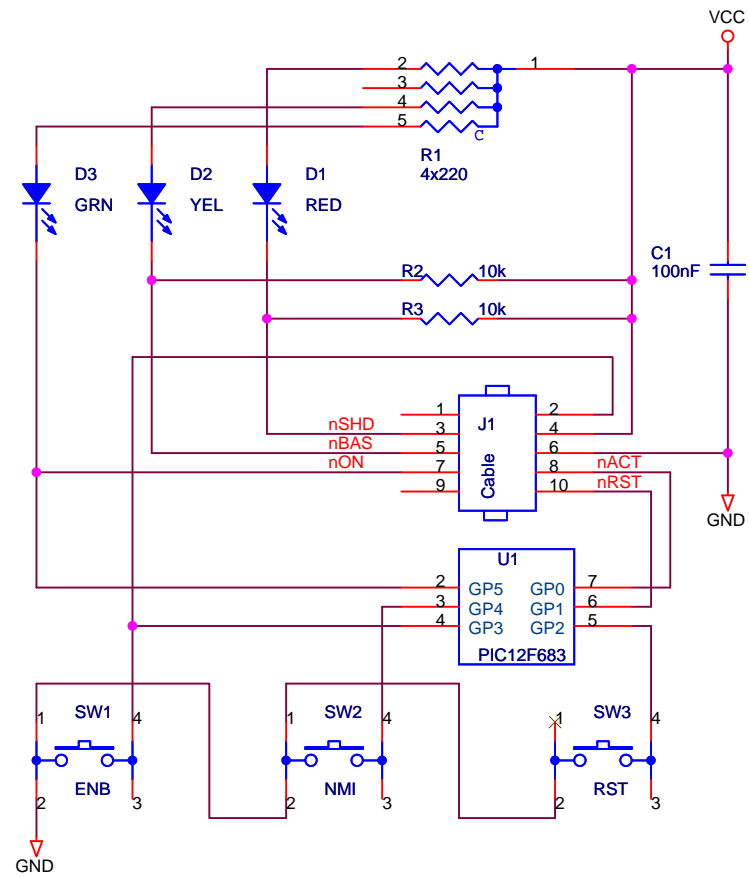 VCC
2
1
3
4
5
C
R1
4x220
D3
D2
D1
GRN
YEL
RED
C1
100nF
R2
10k
R3
10k
1
2
nSHD
3
J1
4
nBAS
5
6
nON
7
8
nACT
9
Cable
10
nRST
GND
U1
2
GP5
GP0
7
3
GP4
GP1
6
4
GP3
GP2
5
PIC12F683
1
SW1
4
1
SW2
4
1
SW3
4
ENB
NMI
RST
2
3
2
3
2
3
GND